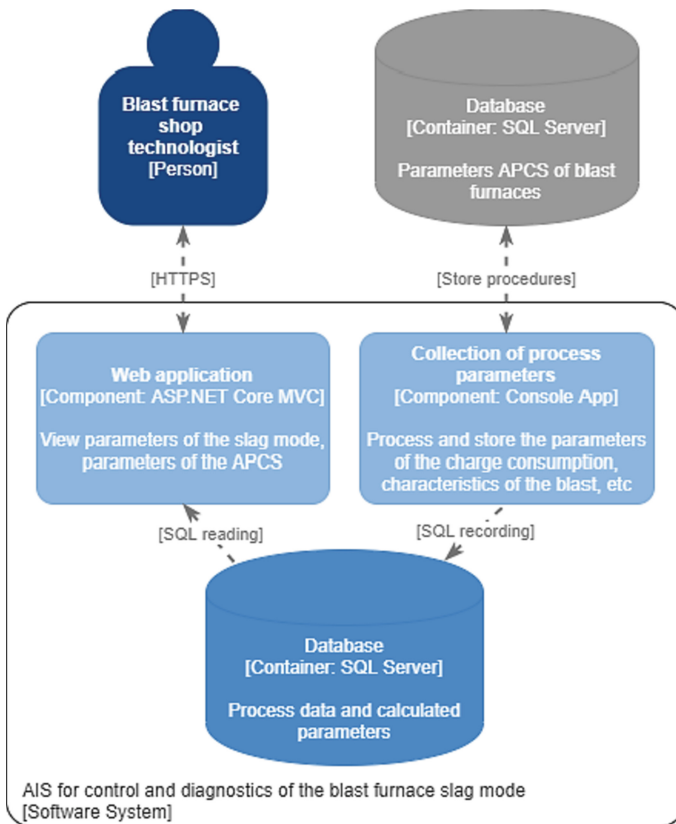 Blast furnace
shop
technologist
[Person]
Database
[Container: SQL Server]
Parameters APCS of blast
furnaces
[HTTPS]
[Store procedures]
Web application
[Component: ASP.NET Core MVC]
View parameters of the slag mode,
parameters of the APCS
Collection of process
parameters
[Component: Console App]
Process and store the parameters
of the charge consumption,
characteristics of the blast, etc
[SQL reading]
[SQL recording]
Database
[Container: SQL Server]
Process data and calculated
parameters
AIS for control and diagnostics of the blast furnace slag mode
[Software System]